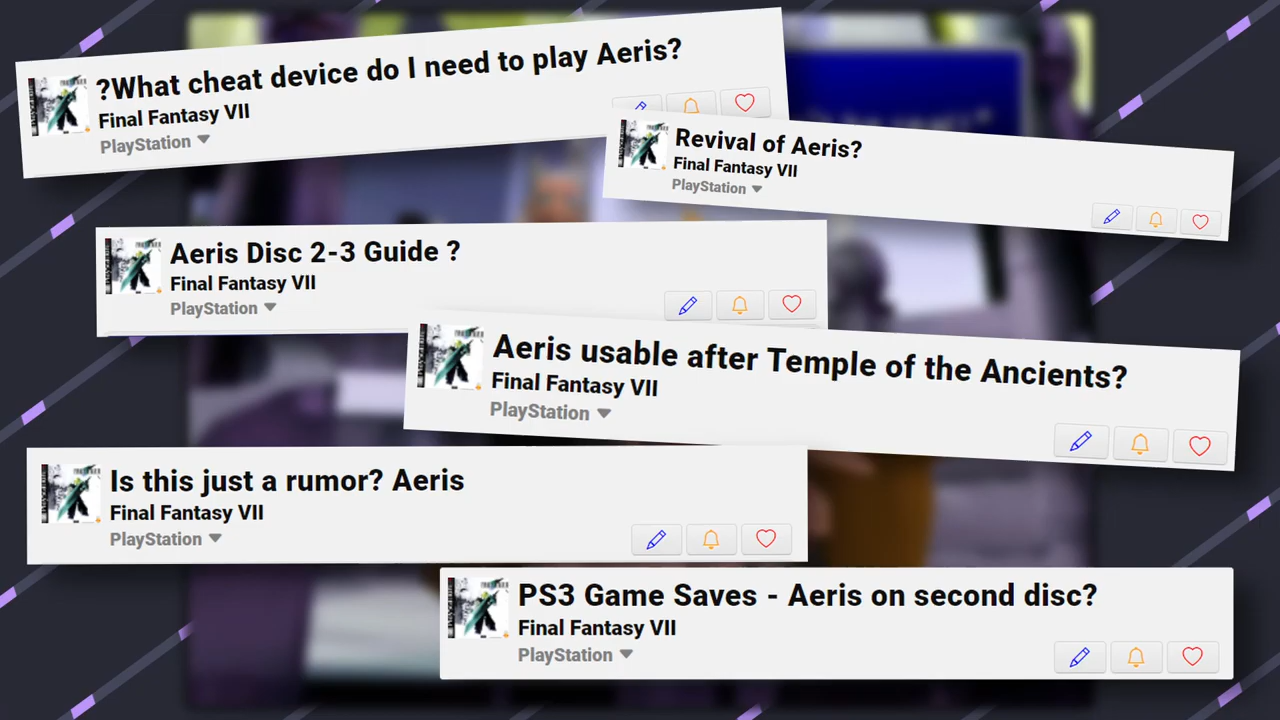 ?What cheat device do I need to play Aeris?
Final Fantasy VII
PlayStation
Revival of Aeris?
Final Fantasy VII
PlayStation
Aeris Disc 2-3 Guide ?
Final Fantasy VII
PlayStation
Aeris usable after Temple of the Ancients?
Final Fantasy VII
PlayStation
Is this just a rumor? Aeris
Final Fantasy VII
PlayStation
PS3 Game Saves - Aeris on second disc?
Final Fantasy VII
PlayStation